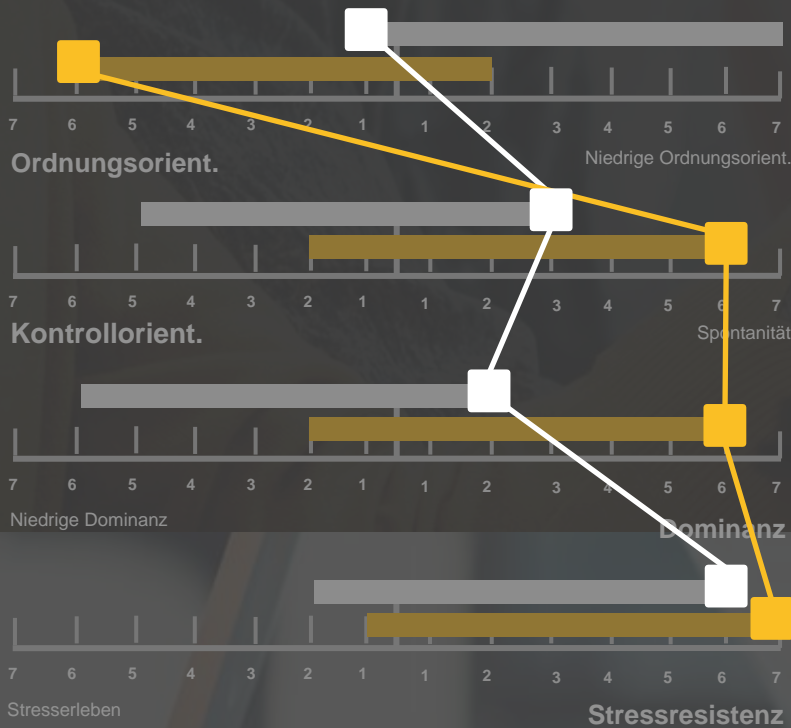 7 6 5 4 3 2 1 1 2 3 4 5 6 7
Ordnungsorient. Niedrige Ordnungsorient.
7 6 5 4 3 2 1 1 2 3 4 5 6 7
Kontrollorient. Spontanität
7 6 5 4 3 2 1 1 2 3 4 5 6 7
Niedrige Dominanz Dominanz
7 6 5 4 3 2 1 1 2 3 4 5 6 7
Stresserleben Stressresistenz